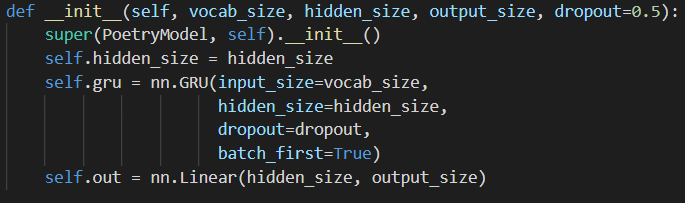 def __init__(self, vocab_size, hidden_size, output_size, dropout=0.5):
    super(PoetryModel, self).__init__()
    self.hidden_size = hidden_size
    self.gru = nn.GRU(input_size=vocab_size,
                      hidden_size=hidden_size,
                      dropout=dropout,
                      batch_first=True)
    self.out = nn.Linear(hidden_size, output_size)